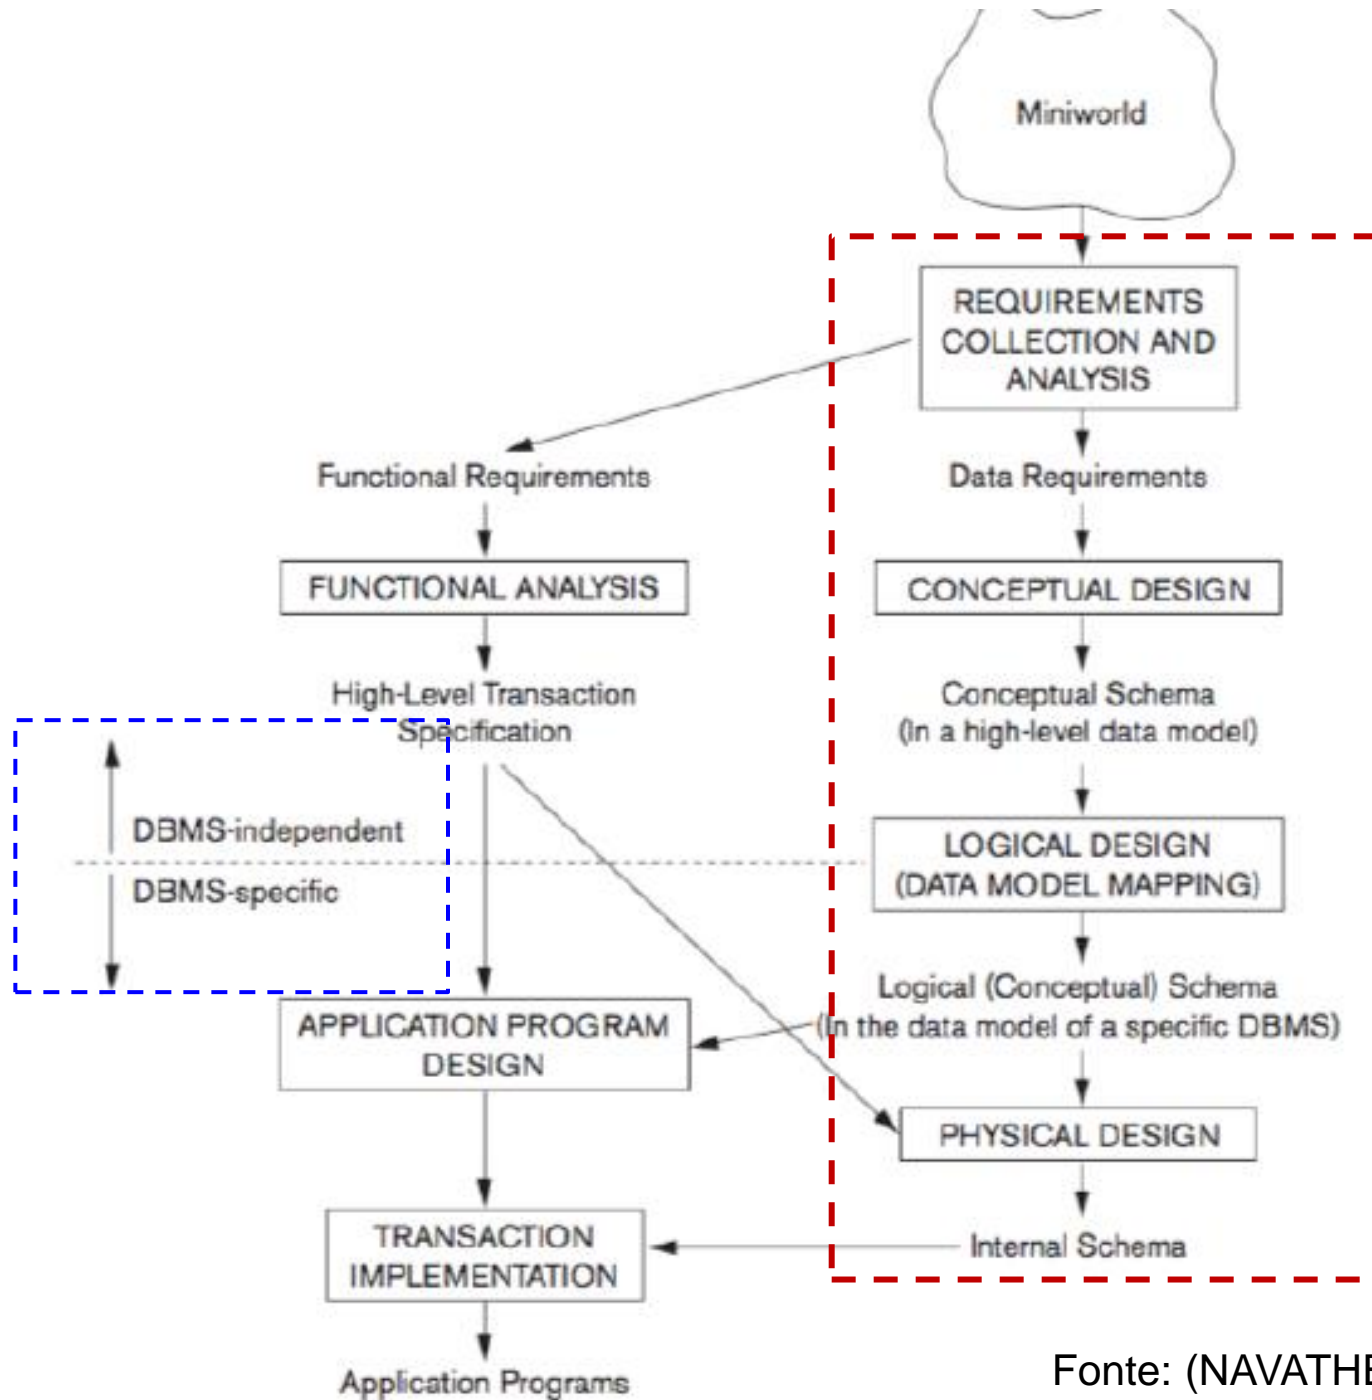 Miniworld
REQUIREMENTS
COLLECTION AND
ANALYSIS
Functional Requirements
Data Requirements
FUNCTIONAL ANALYSIS
CONCEPTUAL DESIGN
High-Level Transaction
Specification
Conceptual Schema
(In a high-level data model)
DBMS-independent
DBMS-specific
LOGICAL DESIGN
(DATA MODEL MAPPING)
Logical (Conceptual) Schema
(In the data model of a specific DBMS)
APPLICATION PROGRAM
DESIGN
PHYSICAL DESIGN
TRANSACTION
IMPLEMENTATION
Internal Schema
Application Programs
Fonte: (NAVATHE